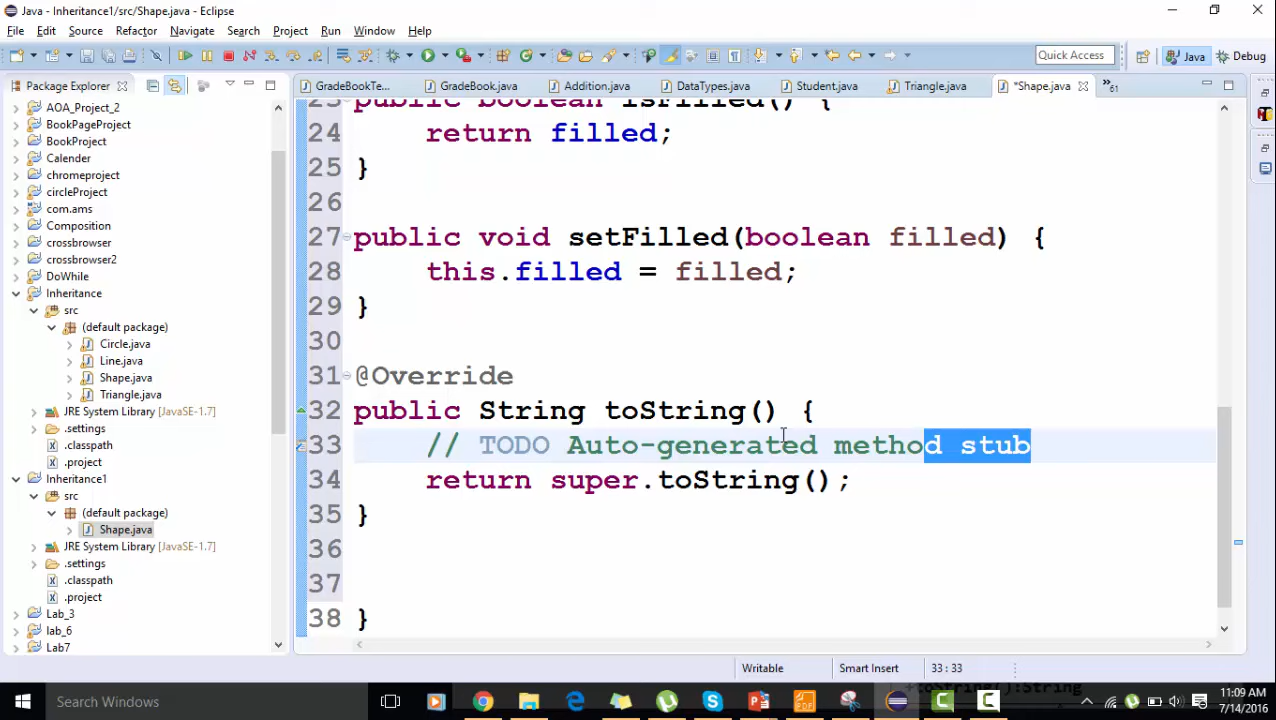 Java - Inheritance1/src/Shape.java - Eclipse
File Edit Source Refactor Navigate Search Project Run Window Help
Quick Access Java Debug
Package Explorer
AOA_Project_2
BookPageProject
BookProject
Calender
chromeproject
circleProject
com.ams
Composition
crossbrowser
crossbrowser2
DoWhile
Inheritance
src
(default package)
Circle.java
Line.java
Shape.java
Triangle.java
JRE System Library [JavaSE-1.7]
.settings
.classpath
.project
Inheritance1
src
(default package)
Shape.java
JRE System Library [JavaSE-1.7]
.settings
.classpath
.project
Lab_3
lab_6
Lab7
GradeBookTe... GradeBook.java Addition.java DataTypes.java Student.java Triangle.java *Shape.java »61
23 public boolean isFilled() {
24 return filled;
25 }
26
27 public void setFilled(boolean filled) {
28 this.filled = filled;
29 }
30
31 @Override
32 public String toString() {
33 // TODO Auto-generated method stub
34 return super.toString();
35 }
36
37
38 }
Writable Smart Insert 33 : 33
Search Windows
+toString():String
11:09 AM
7/14/2016